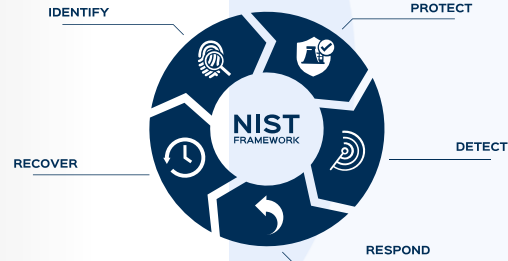 IDENTIFY
PROTECT
NIST
FRAMEWORK
DETECT
RECOVER
RESPOND